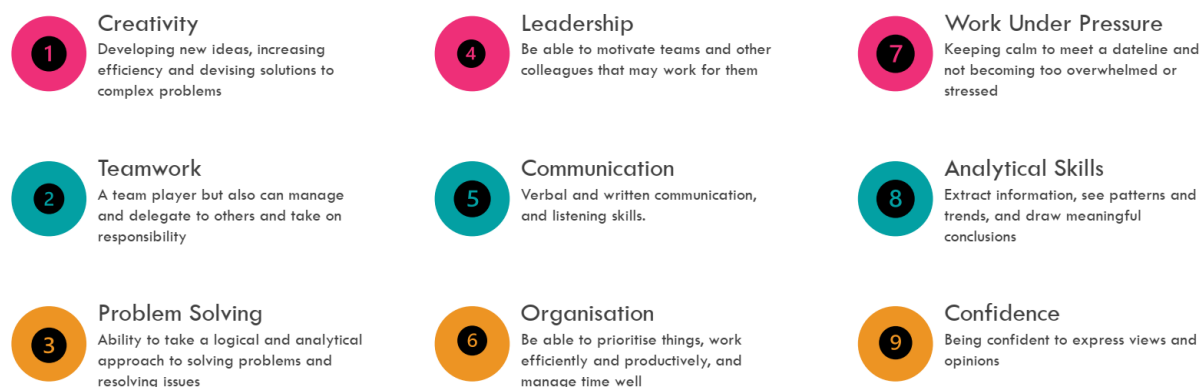 1
Creativity
Developing new ideas, increasing
efficiency and devising solutions to
complex problems
2
Teamwork
A team player but also can manage
and delegate to others and take on
responsibility
3
Problem Solving
Ability to take a logical and analytical
approach to solving problems and
resolving issues
4
Leadership
Be able to motivate teams and other
colleagues that may work for them
5
Communication
Verbal and written communication,
and listening skills.
6
Organisation
Be able to prioritise things, work
efficiently and productively, and
manage time well
7
Work Under Pressure
Keeping calm to meet a dateline and
not becoming too overwhelmed or
stressed
8
Analytical Skills
Extract information, see patterns and
trends, and draw meaningful
conclusions
9
Confidence
Being confident to express views and
opinions